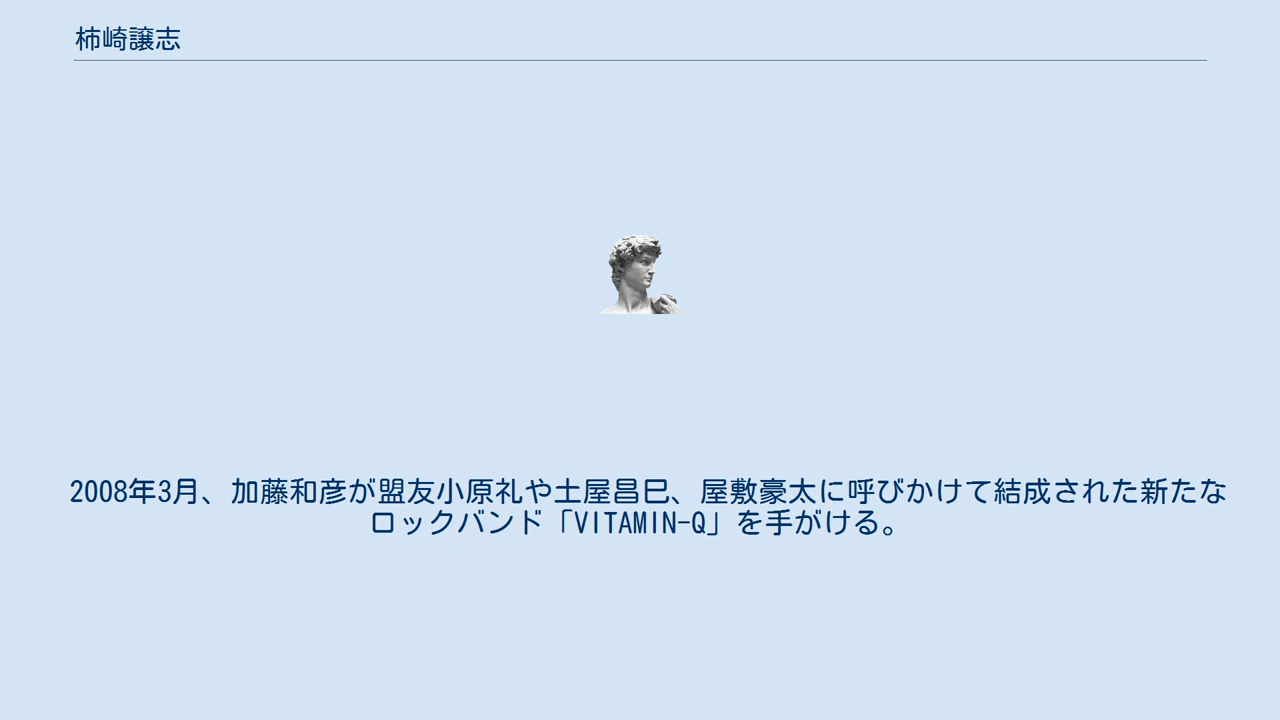 柿崎譲志
2008年3月、加藤和彦が盟友小原礼や土屋昌巳、屋敷豪太に呼びかけて結成された新たな
ロックバンド「VITAMIN-Q」を手がける。